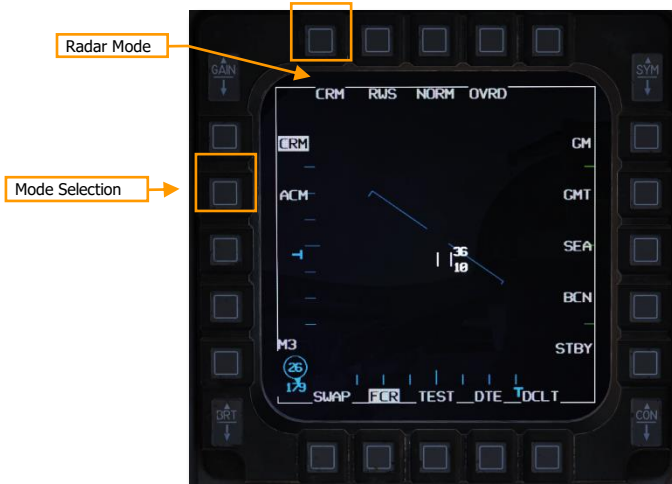 Radar Mode
GAIN
SYM
CRM RWS NORM OVRD
CRM
GM
Mode Selection
ACM
GMT
SEA
36
10
BCN
M3
STBY
26
179
SWAP FCR TEST DTE DCLT
BRT
CON